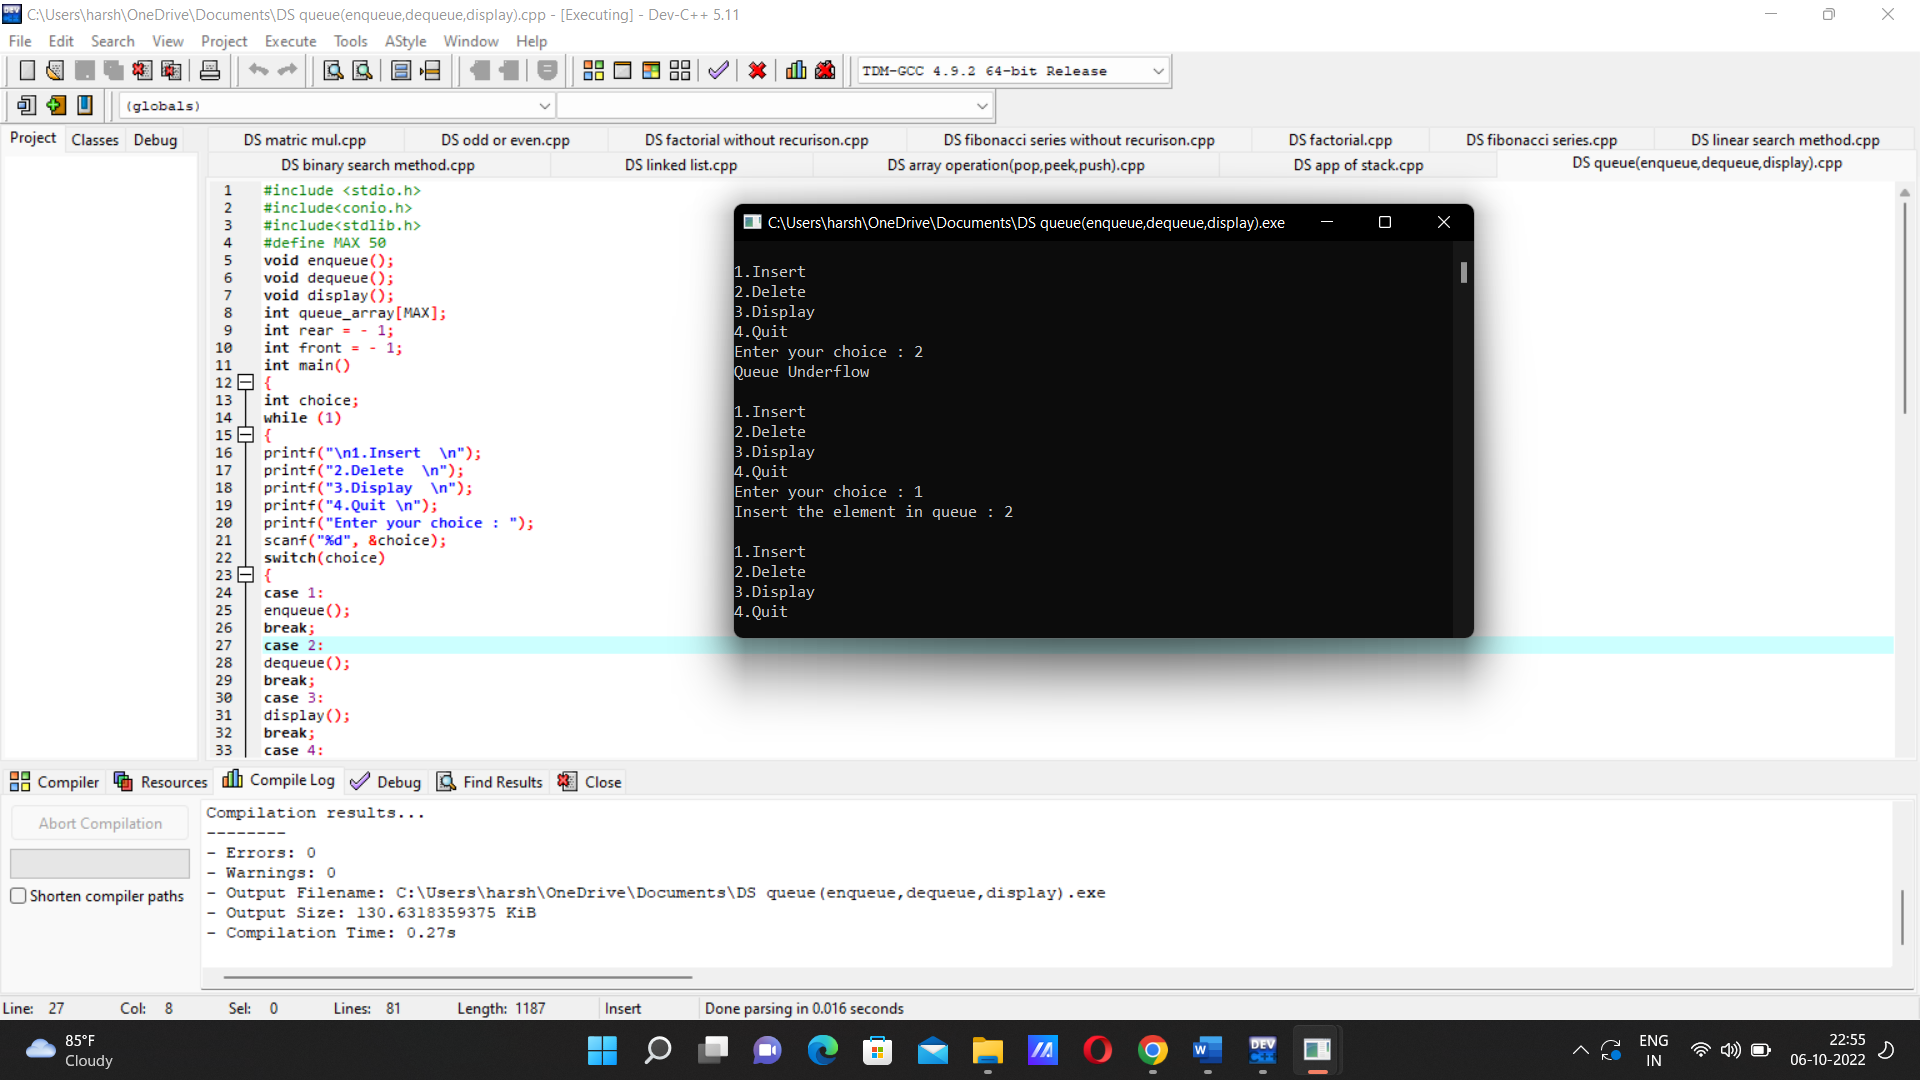 C:\Users\harsh\OneDrive\Documents\DS queue(enqueue,dequeue,display).cpp - [Executing] - Dev-C++ 5.11
File Edit Search View Project Execute Tools AStyle Window Help
TDM-GCC 4.9.2 64-bit Release
(globals)
Project Classes Debug
DS matric mul.cpp DS odd or even.cpp DS factorial without recurison.cpp DS fibonacci series without recurison.cpp DS factorial.cpp DS fibonacci series.cpp DS linear search method.cpp
DS binary search method.cpp DS linked list.cpp DS array operation(pop,peek,push).cpp DS app of stack.cpp DS queue(enqueue,dequeue,display).cpp
1 #include <stdio.h>
2 #include<conio.h>
3 #include<stdlib.h>
4 #define MAX 50
5 void enqueue();
6 void dequeue();
7 void display();
8 int queue_array[MAX];
9 int rear = - 1;
10 int front = - 1;
11 int main()
12 {
13 int choice;
14 while (1)
15 {
16 printf("\n1.Insert  \n");
17 printf("2.Delete  \n");
18 printf("3.Display  \n");
19 printf("4.Quit \n");
20 printf("Enter your choice : ");
21 scanf("%d", &choice);
22 switch(choice)
23 {
24 case 1:
25 enqueue();
26 break;
27 case 2:
28 dequeue();
29 break;
30 case 3:
31 display();
32 break;
33 case 4:
C:\Users\harsh\OneDrive\Documents\DS queue(enqueue,dequeue,display).exe
1.Insert
2.Delete
3.Display
4.Quit
Enter your choice : 2
Queue Underflow
1.Insert
2.Delete
3.Display
4.Quit
Enter your choice : 1
Insert the element in queue : 2
1.Insert
2.Delete
3.Display
4.Quit
Compiler Resources Compile Log Debug Find Results Close
Abort Compilation
Shorten compiler paths
Compilation results...
--------
- Errors: 0
- Warnings: 0
- Output Filename: C:\Users\harsh\OneDrive\Documents\DS queue(enqueue,dequeue,display).exe
- Output Size: 130.6318359375 KiB
- Compilation Time: 0.27s
Line: 27 Col: 8 Sel: 0 Lines: 81 Length: 1187 Insert Done parsing in 0.016 seconds
85°F
Cloudy
DEV
C++
ENG
IN
22:55
06-10-2022